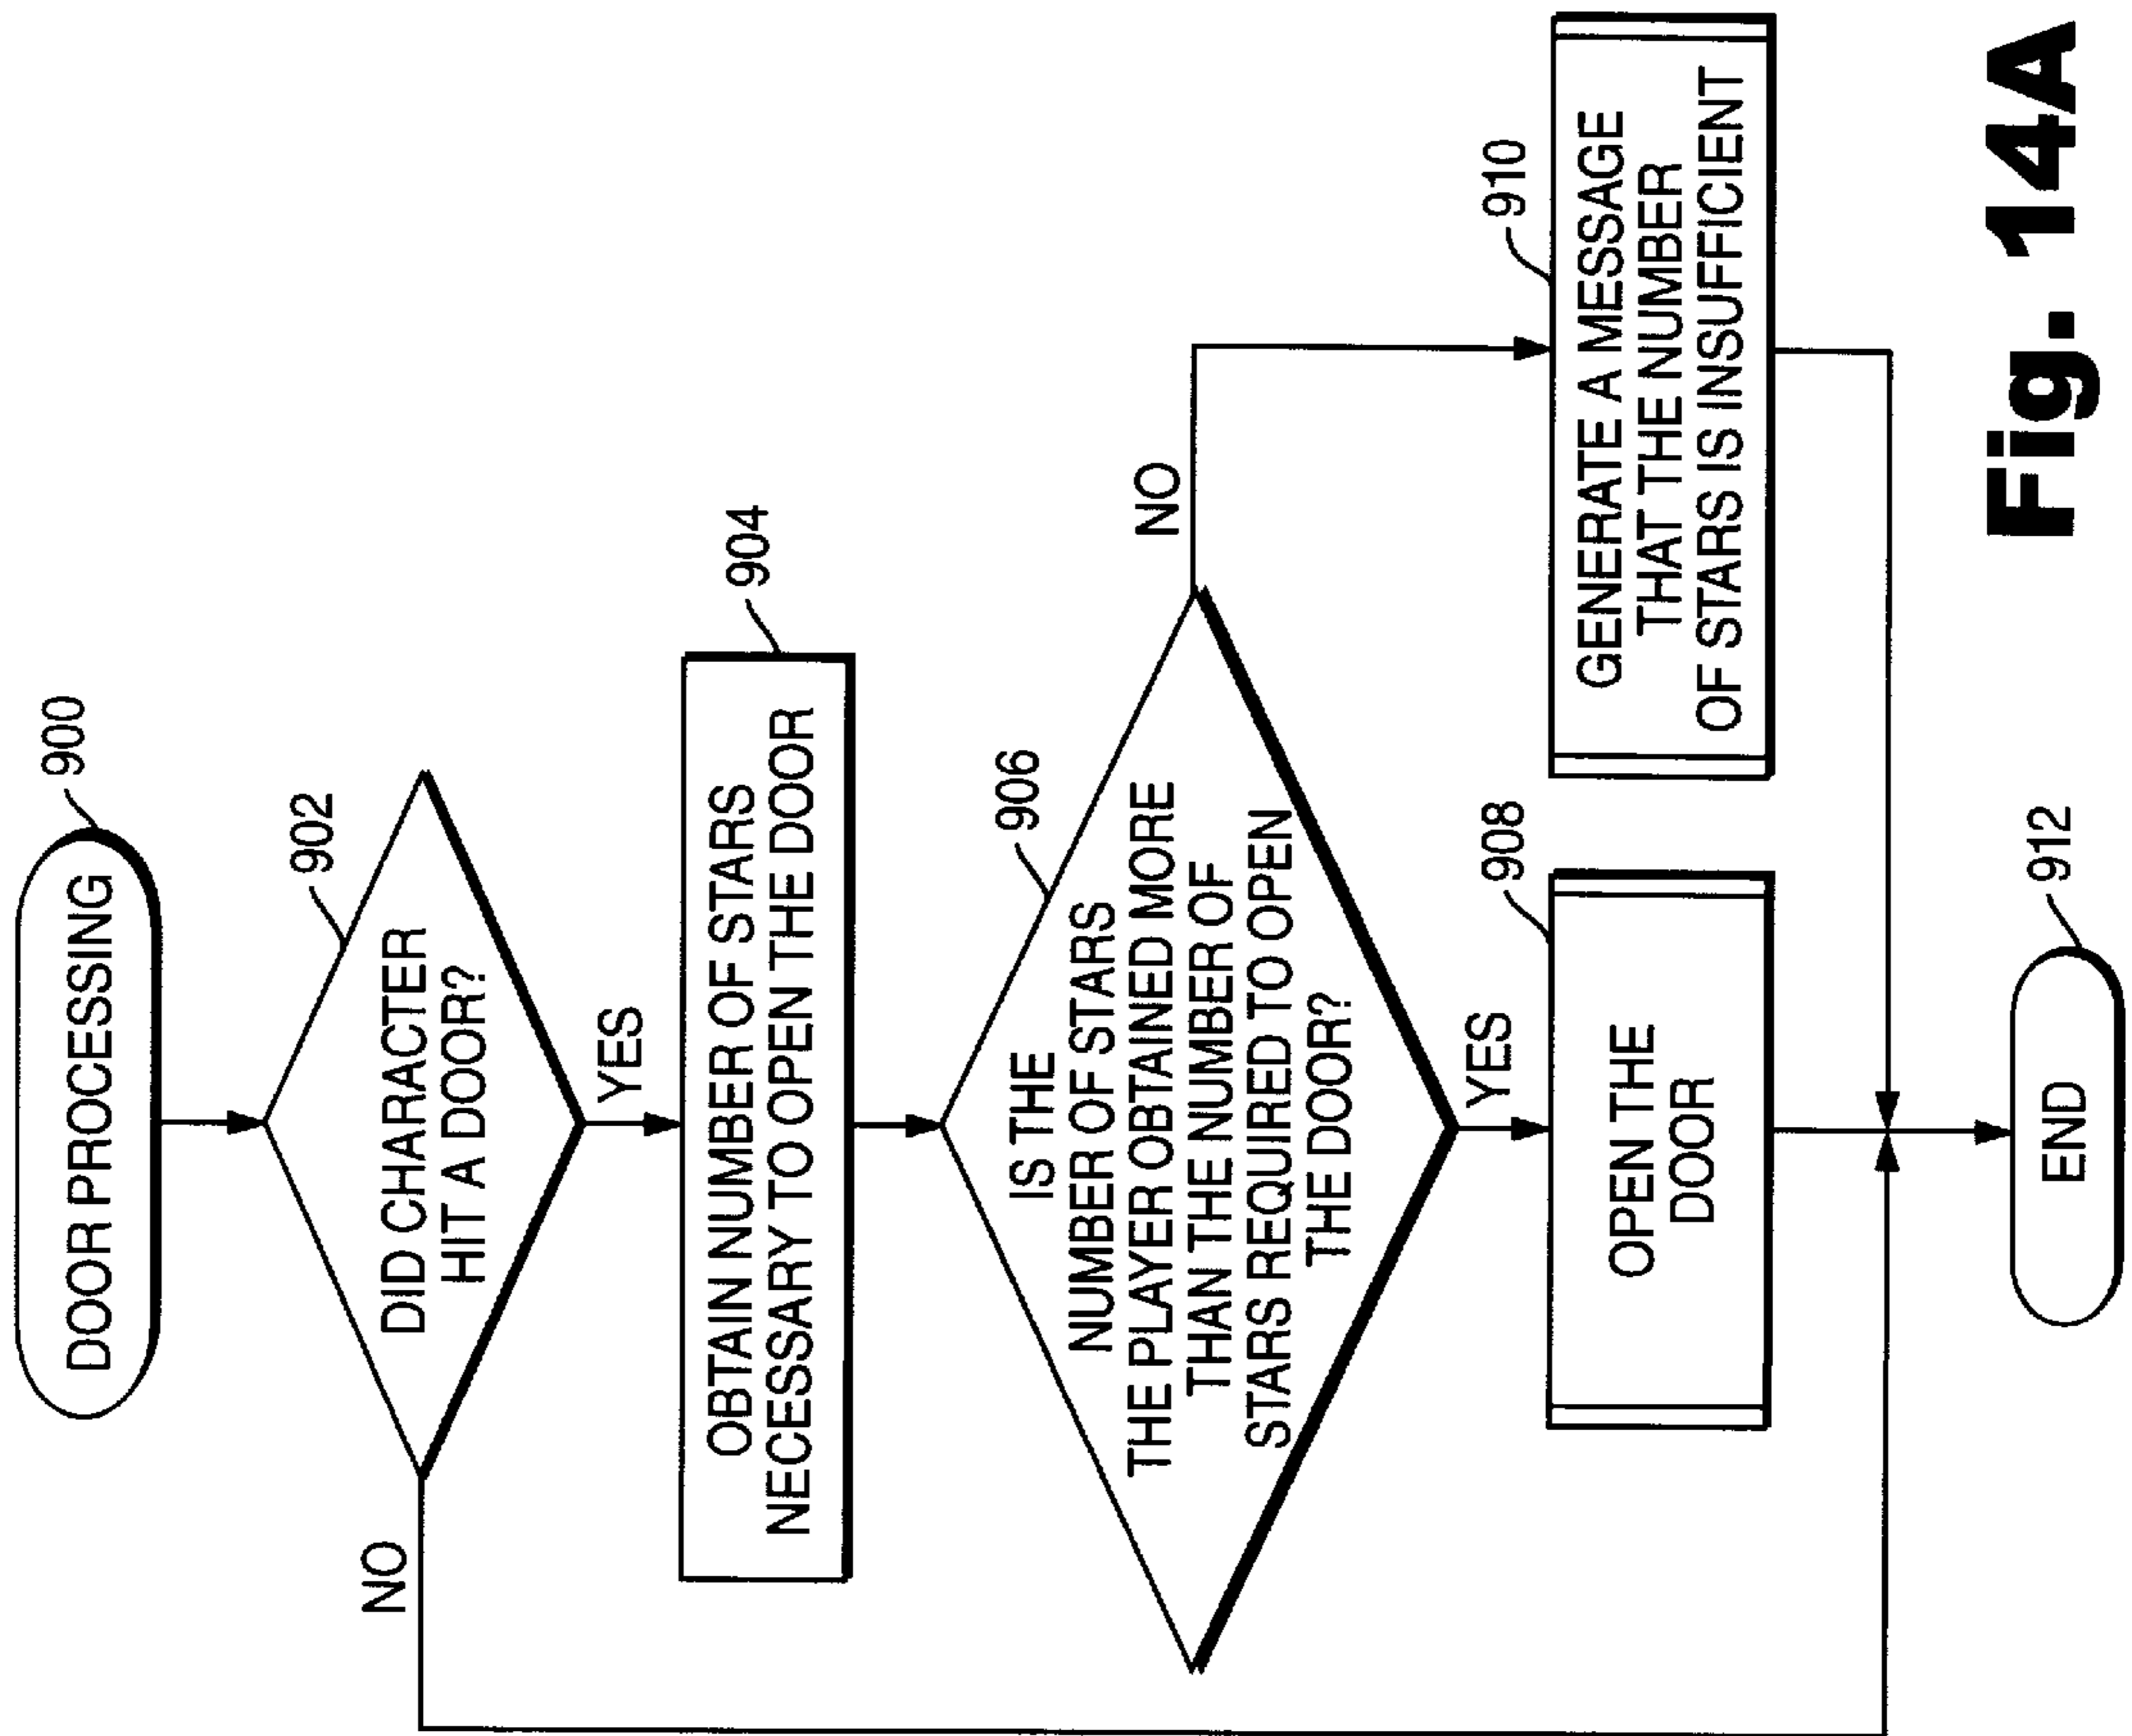 DOOR PROCESSING
900
DID CHARACTER
HIT A DOOR?
902
NO
YES
OBTAIN NUMBER OF STARS
NECESSARY TO OPEN THE DOOR
904
IS THE
NUMBER OF STARS
THE PLAYER OBTAINED MORE
THAN THE NUMBER OF
STARS REQUIRED TO OPEN
THE DOOR?
906
NO
YES
OPEN THE
DOOR
908
GENERATE A MESSAGE
THAT THE NUMBER
OF STARS IS INSUFFICIENT
910
END
912
Fig. 14A